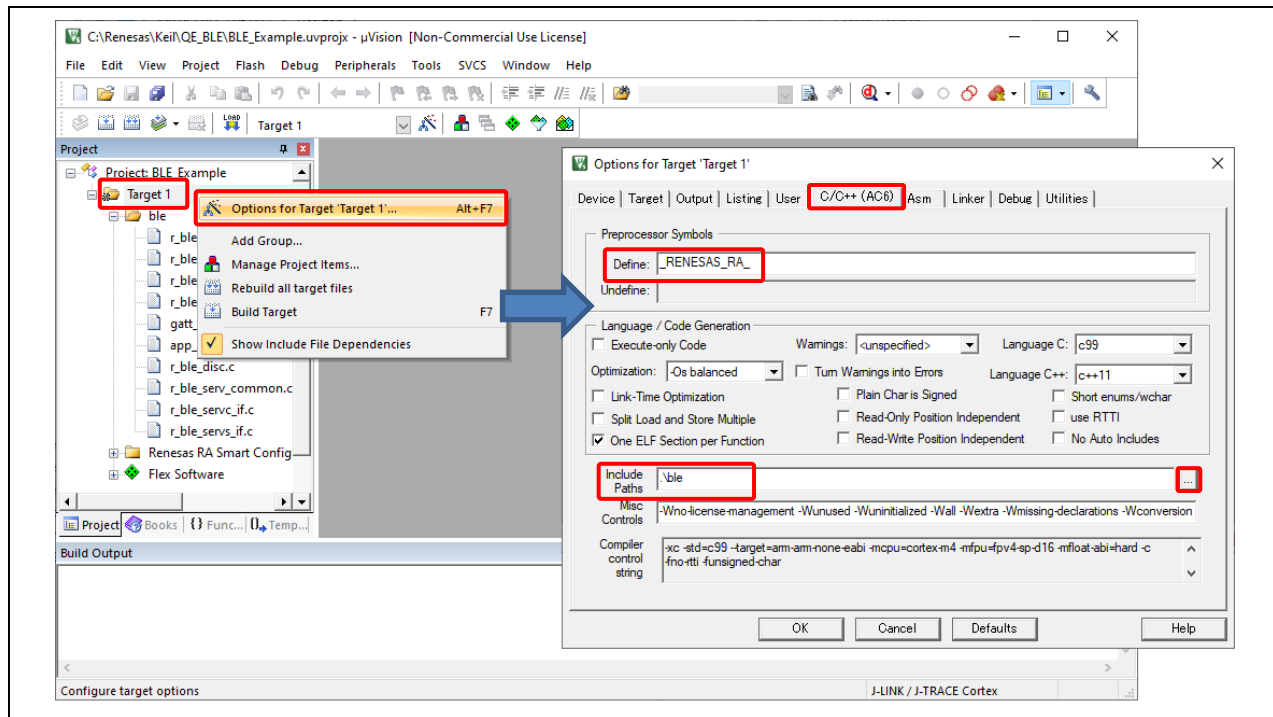 C:\Renesas\Keil\QE_BLE\BLE_Example.uvprojx - µVision [Non-Commercial Use License]
File Edit View Project Flash Debug Peripherals Tools SVCS Window Help
LOAD Target 1
Project
Project: BLE_Example
Target 1
ble
r_ble
r_ble
r_ble
r_ble
gatt_
app_
r_ble_disc.c
r_ble_serv_common.c
r_ble_servc_if.c
r_ble_servs_if.c
Renesas RA Smart Config
Flex Software
Project Books {} Func... 0 Temp...
Options for Target 'Target 1'... Alt+F7
Add Group...
Manage Project Items...
Rebuild all target files
Build Target F7
Show Include File Dependencies
Build Output
Configure target options J-LINK / J-TRACE Cortex
Options for Target 'Target 1'
Device Target Output Listing User C/C++ (AC6) Asm Linker Debug Utilities
Preprocessor Symbols
Define: _RENESAS_RA_
Undefine:
Language / Code Generation
Execute-only Code Warnings: <unspecified> Language C: c99
Optimization: -Os balanced Turn Warnings into Errors Language C++: c++11
Link-Time Optimization Plain Char is Signed Short enums/wchar
Split Load and Store Multiple Read-Only Position Independent use RTTI
One ELF Section per Function Read-Write Position Independent No Auto Includes
Include Paths .\ble ...
Misc Controls -Wno-license-management -Wunused -Wuninitialized -Wall -Wextra -Wmissing-declarations -Wconversion
Compiler control string -xc -std=c99 --target=arm-arm-none-eabi -mcpu=cortex-m4 -mfpu=fpv4-sp-d16 -mfloat-abi=hard -c
-fno-rtti -funsigned-char
OK Cancel Defaults Help